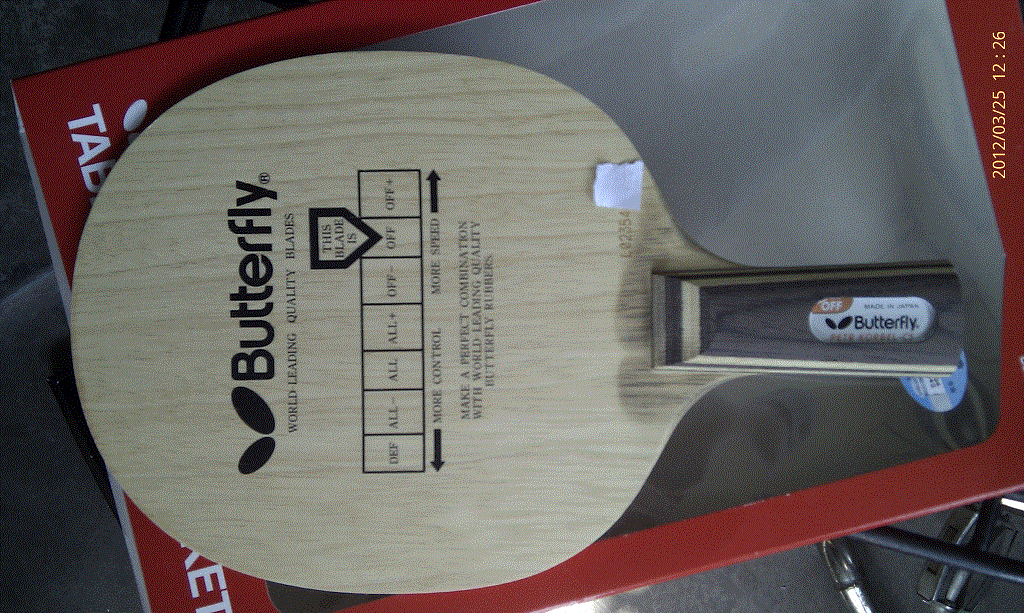 2012/03/25 12:26
TAB
KET
Butterfly®
WORLD LEADING QUALITY BLADES
THIS
BLADE
IS
DEF ALL- ALL ALL+ OFF- OFF OFF+
MORE CONTROL MORE SPEED
MAKE A PERFECT COMBINATION
WITH WORLD LEADING QUALITY
BUTTERFLY RUBBERS.
OFF
MADE IN JAPAN
Butterfly